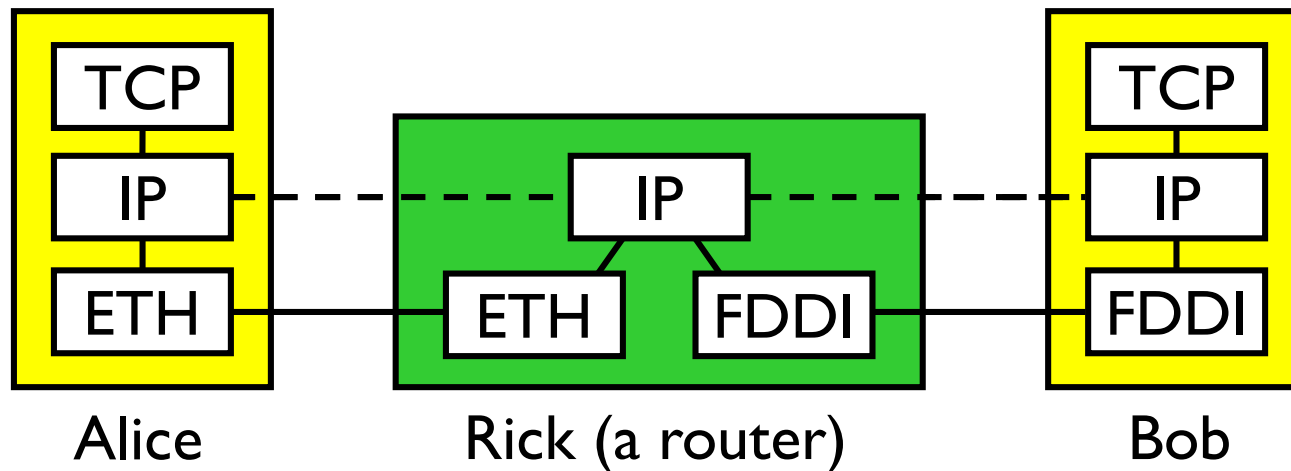 TCP
IP
ETH
Alice
IP
ETH
FDDI
Rick (a router)
TCP
IP
FDDI
Bob